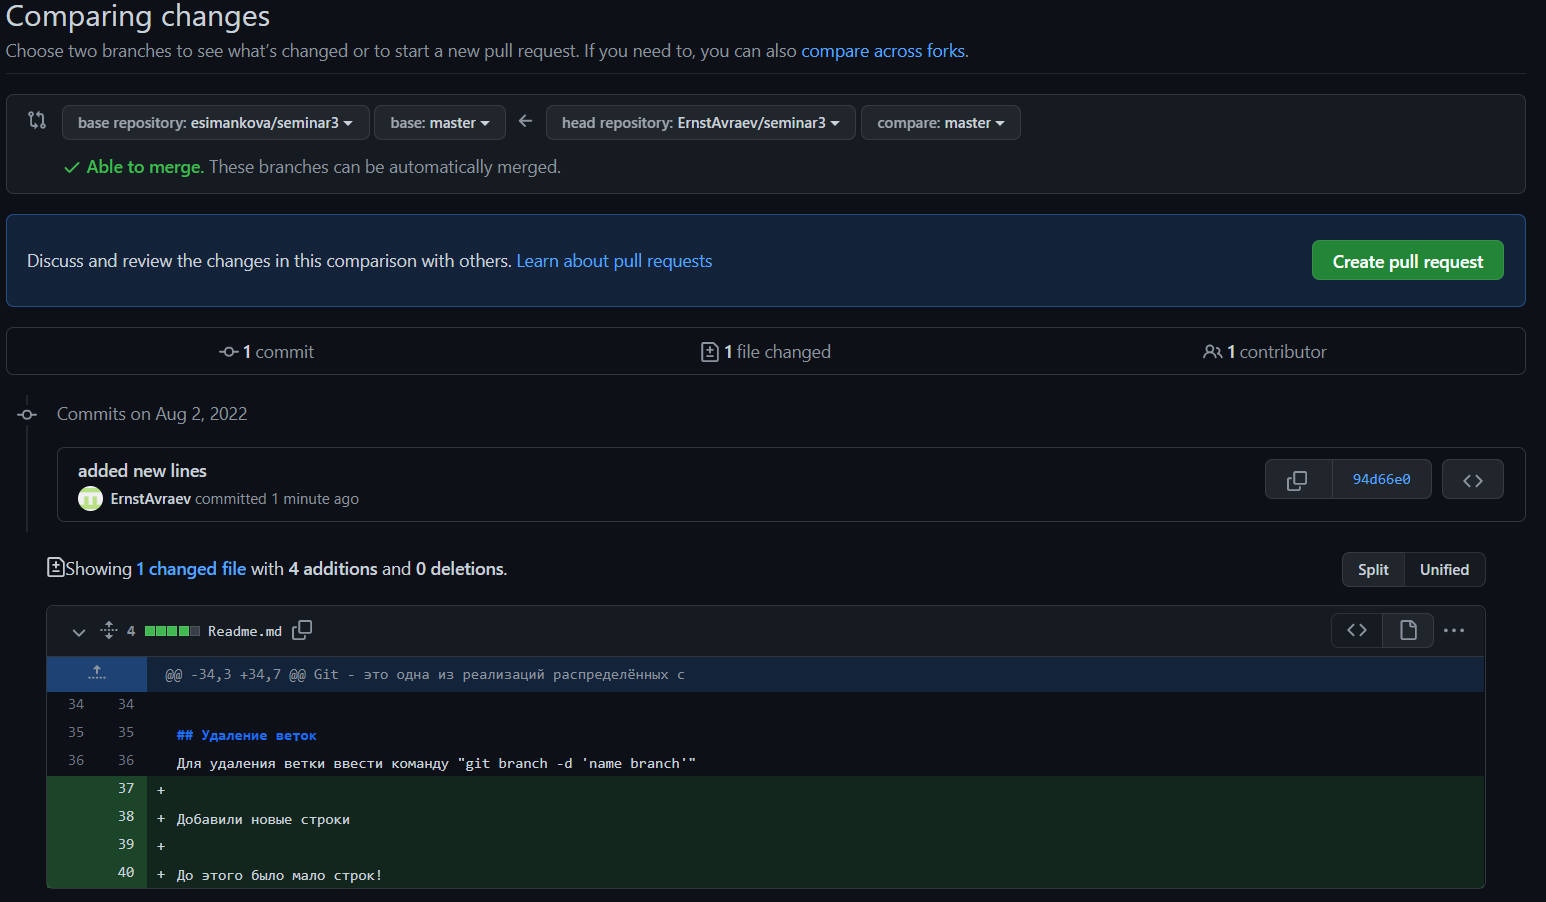 Comparing changes
Choose two branches to see what's changed or to start a new pull request. If you need to, you can also compare across forks.
base repository: esimankova/seminar3 base: master head repository: ErnstAvraev/seminar3 compare: master
Able to merge. These branches can be automatically merged.
Discuss and review the changes in this comparison with others. Learn about pull requests Create pull request
1 commit 1 file changed 1 contributor
Commits on Aug 2, 2022
added new lines
ErnstAvraev committed 1 minute ago 94d66e0
Showing 1 changed file with 4 additions and 0 deletions. Split Unified
4 Readme.md
@@ -34,3 +34,7 @@ Git - это одна из реализаций распределённых с
34 34
35 35 ## Удаление веток
36 36 Для удаления ветки ввести команду "git branch -d 'name branch'"
37 +
38 + Добавили новые строки
39 +
40 + До этого было мало строк!